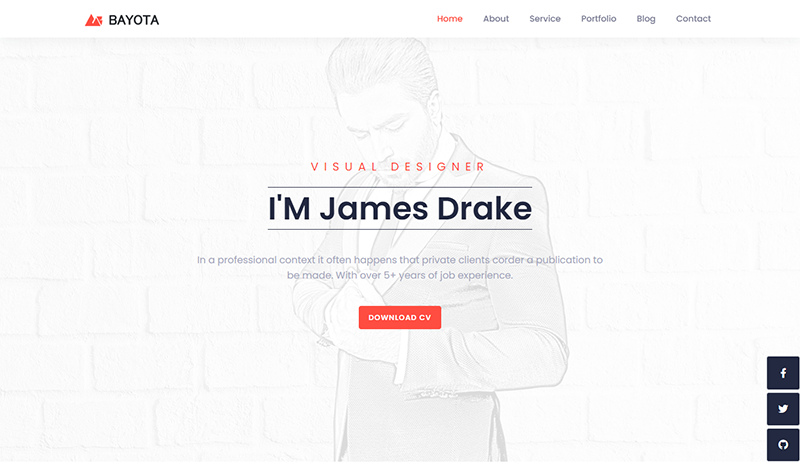 BAYOTA
Home About Service Portfolio Blog Contact
VISUAL DESIGNER
I'M James Drake
In a professional context it often happens that private clients corder a publication to
be made. With over 5+ years of job experience.
DOWNLOAD CV